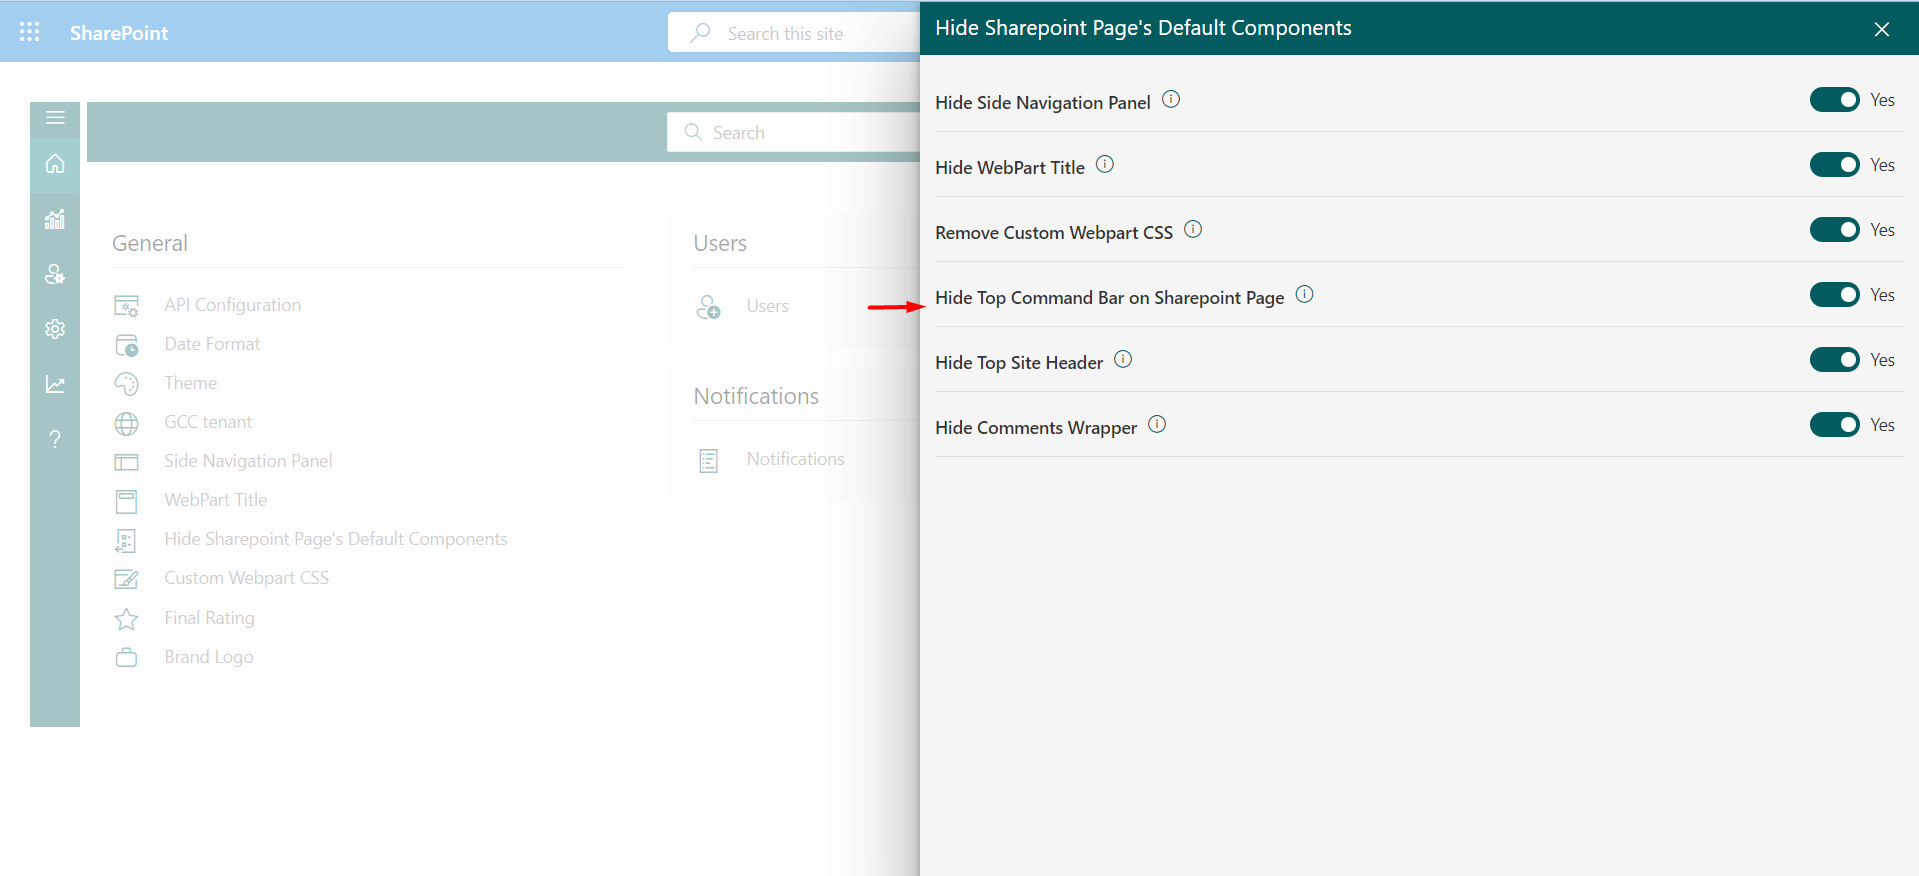 SharePoint
Search this site
Search
General
API Configuration
Date Format
Theme
GCC tenant
Side Navigation Panel
WebPart Title
Hide Sharepoint Page's Default Components
Custom Webpart CSS
Final Rating
Brand Logo
Users
Users
Notifications
Notifications
Hide Sharepoint Page's Default Components
Hide Side Navigation Panel Yes
Hide WebPart Title Yes
Remove Custom Webpart CSS Yes
Hide Top Command Bar on Sharepoint Page Yes
Hide Top Site Header Yes
Hide Comments Wrapper Yes